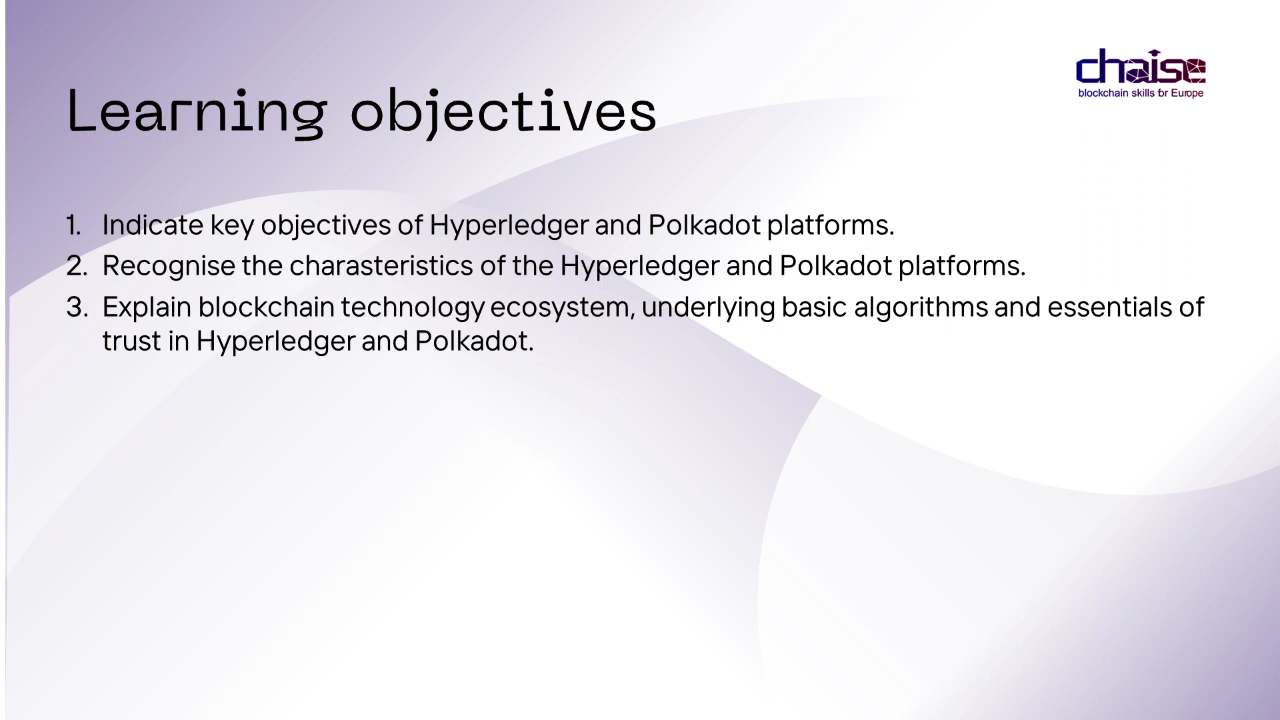 chaise
blockchain skills for Europe
Learning objectives
1. Indicate key objectives of Hyperledger and Polkadot platforms.
2. Recognise the charasteristics of the Hyperledger and Polkadot platforms.
3. Explain blockchain technology ecosystem, underlying basic algorithms and essentials of
trust in Hyperledger and Polkadot.